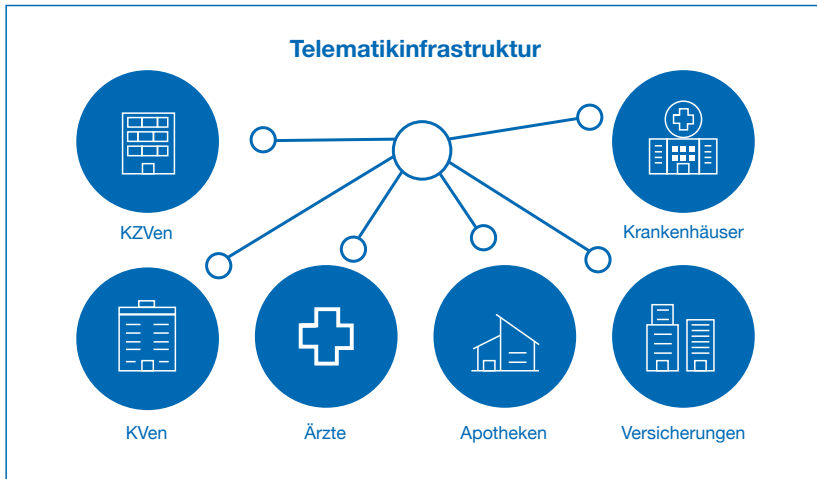 Telematikinfrastruktur
KZVen
Krankenhäuser
KVen
Ärzte
Apotheken
Versicherungen